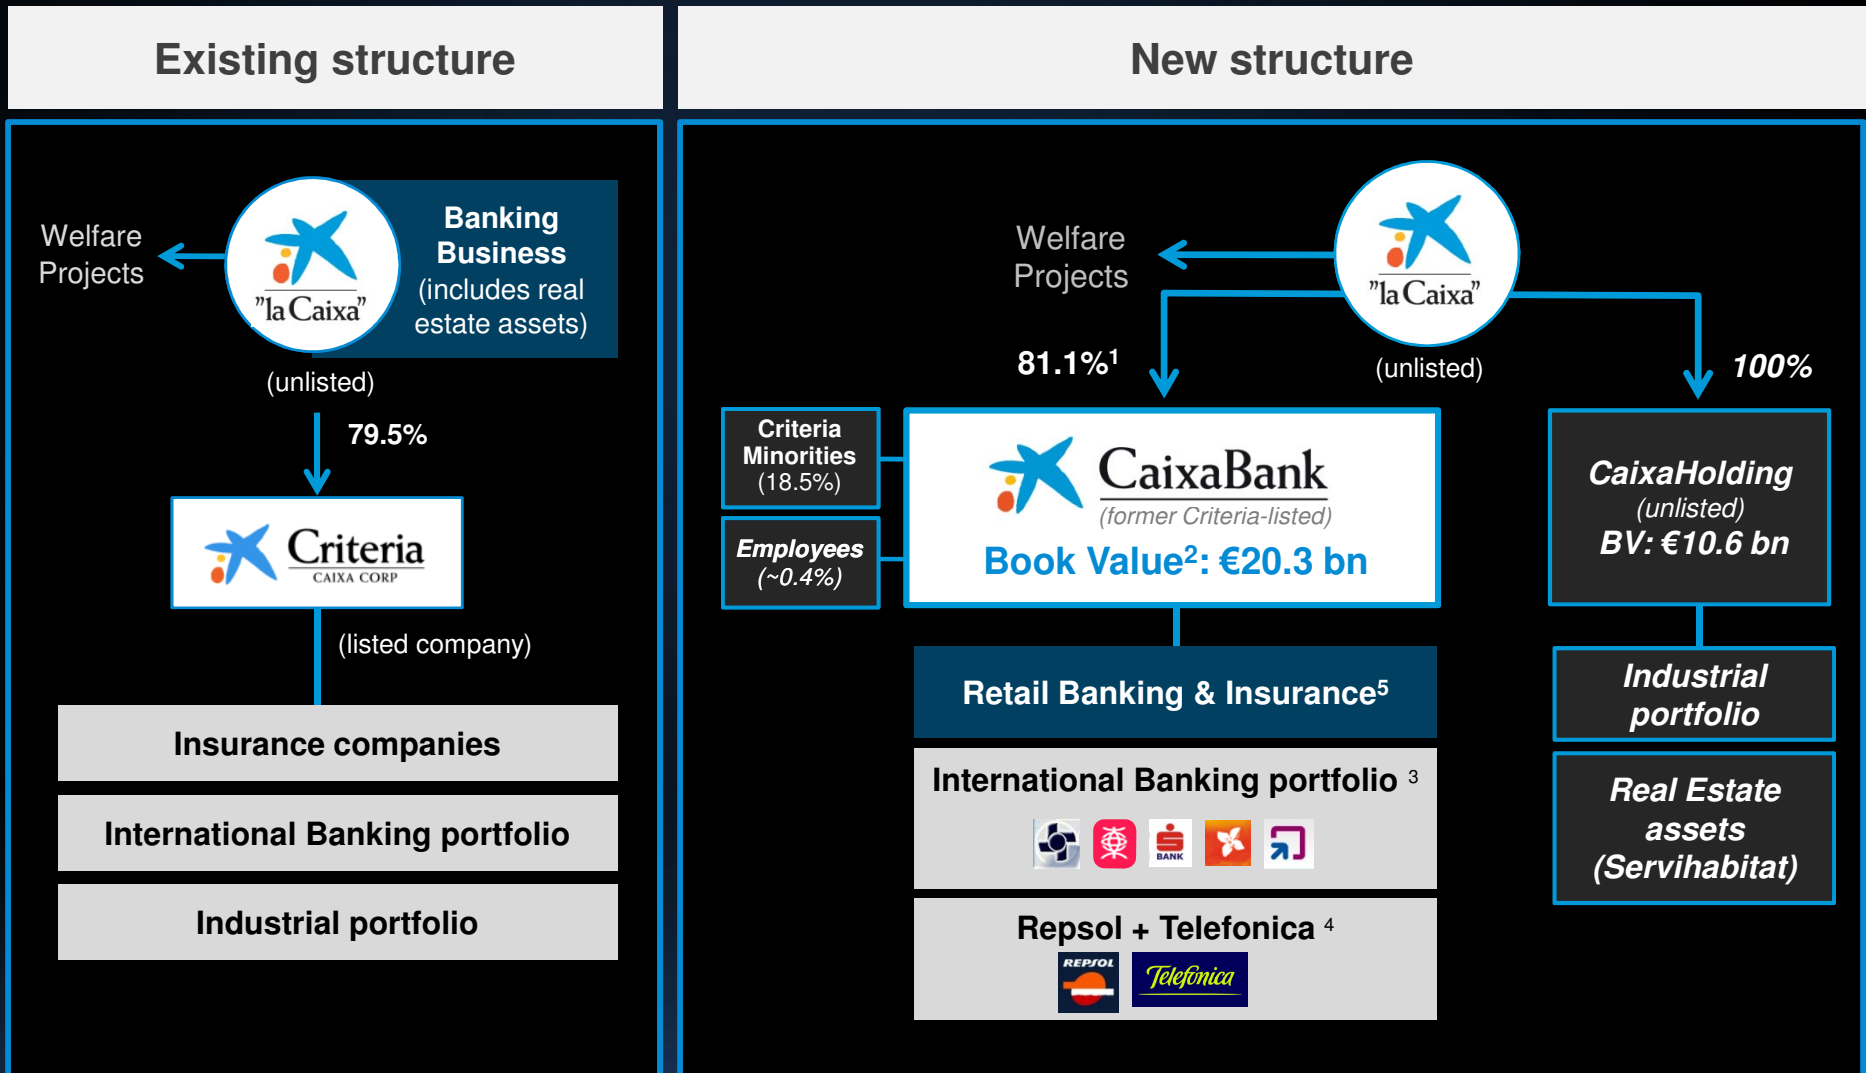 Existing structure
New structure
Welfare
Projects
"la Caixa"
Banking
Business
(includes real
estate assets)
(unlisted)
79.5%
Criteria
CAIXA CORP
(listed company)
Insurance companies
International Banking portfolio
Industrial portfolio
Welfare
Projects
"la Caixa"
(unlisted)
81.1%¹
100%
Criteria
Minorities
(18.5%)
Employees
(~0.4%)
CaixaBank
(former Criteria-listed)
Book Value²: €20.3 bn
CaixaHolding
(unlisted)
BV: €10.6 bn
Retail Banking & Insurance⁵
International Banking portfolio ³
東
S
BANK
Repsol + Telefonica ⁴
REPSOL
Telefónica
Industrial
portfolio
Real Estate
assets
(Servihabitat)